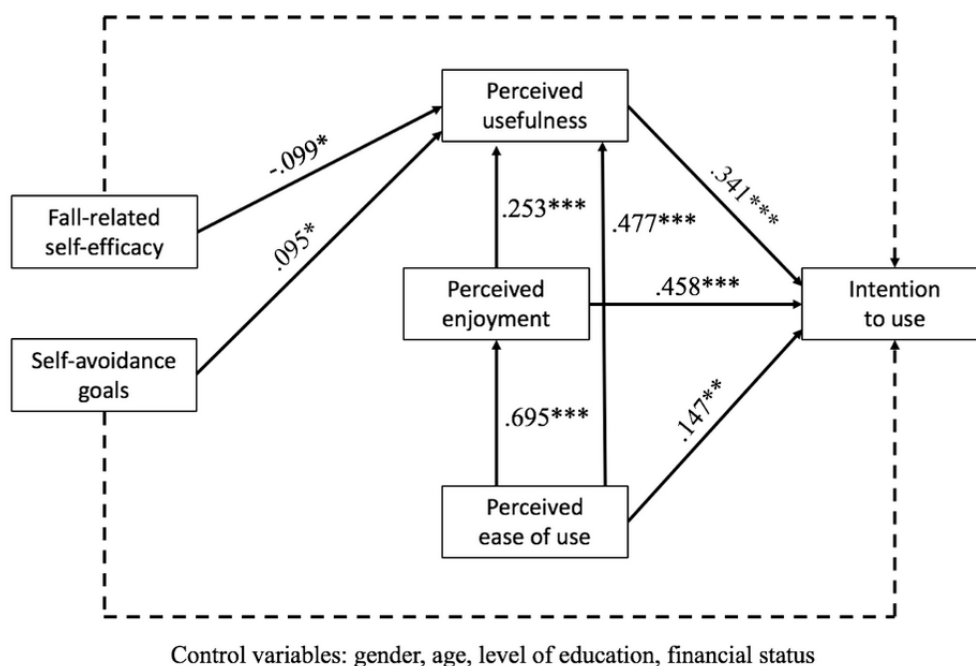 Perceived
usefulness
-.099*
.341***
Fall-related
self-efficacy
.253***
.477***
.095*
Perceived
enjoyment
.458***
Intention
to use
Self-avoidance
goals
.695***
.147**
Perceived
ease of use
Control variables: gender, age, level of education, financial status